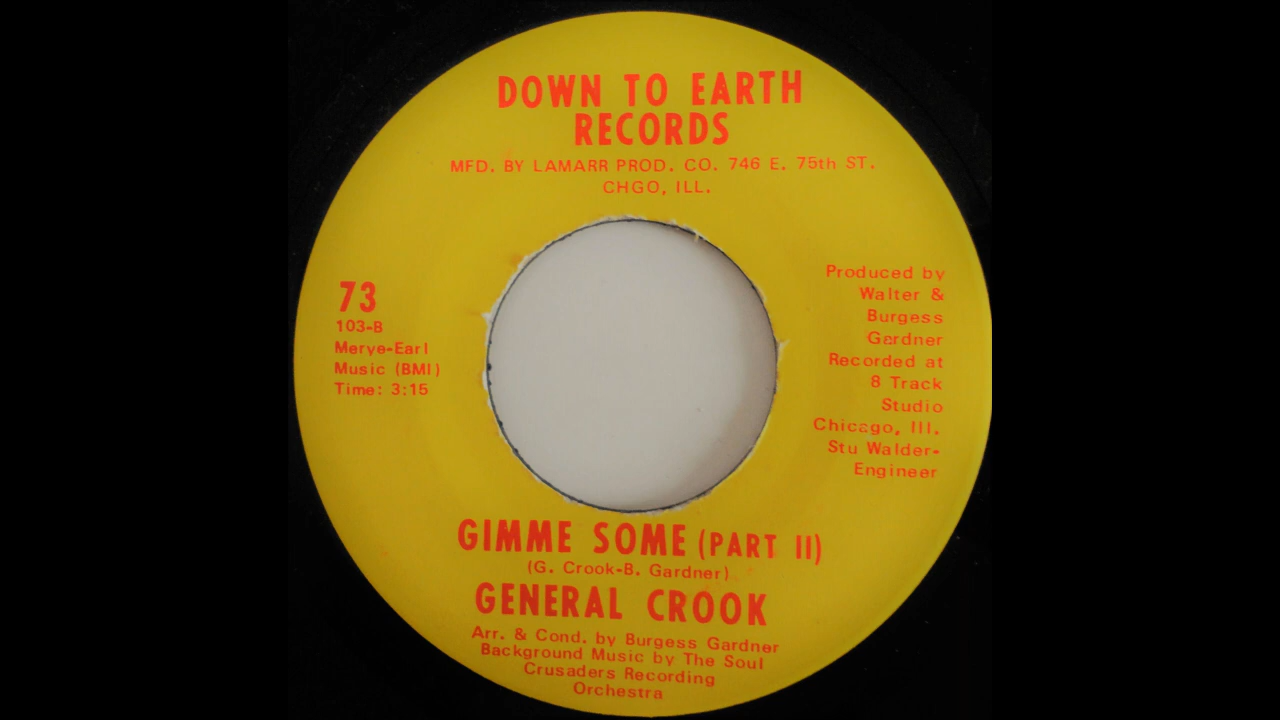 DOWN TO EARTH
RECORDS
MFD. BY LAMARR PROD. CO. 746 E. 75th ST.
CHGO, ILL.
73
103-B
Merve-Earl
Music (BMI)
Time: 3:15
Produced by
Walter &
Burgess
Gardner
Recorded at
8 Track
Studio
Chicago, Ill.
Stu Walder-
Engineer
GIMME SOME (PART II)
(G. Crook-B. Gardner)
GENERAL CROOK
Arr. & Cond. by Burgess Gardner
Background Music by The Soul
Crusaders Recording
Orchestra